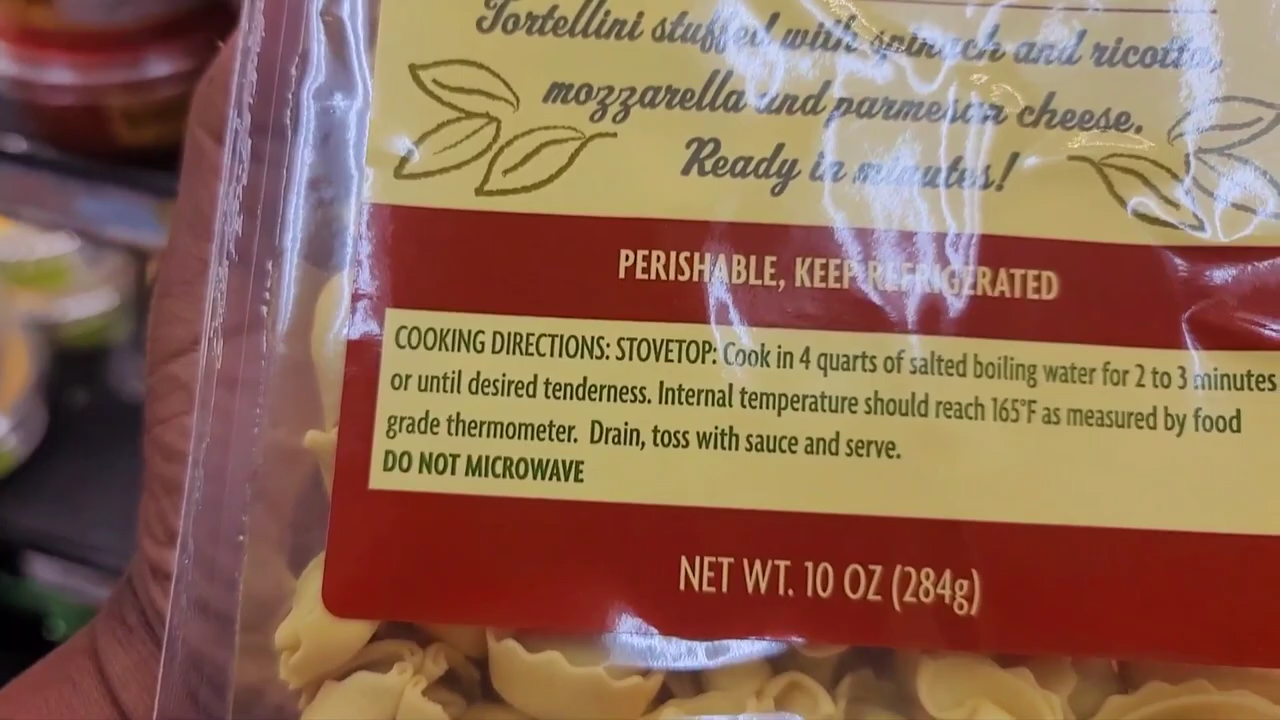 Tortellini stuffed with spinach and ricotta,
mozzarella and parmesan cheese.
Ready in minutes!
PERISHABLE, KEEP REFRIGERATED
COOKING DIRECTIONS: STOVETOP: Cook in 4 quarts of salted boiling water for 2 to 3 minutes
or until desired tenderness. Internal temperature should reach 165°F as measured by food
grade thermometer. Drain, toss with sauce and serve.
DO NOT MICROWAVE
NET WT. 10 OZ (284g)